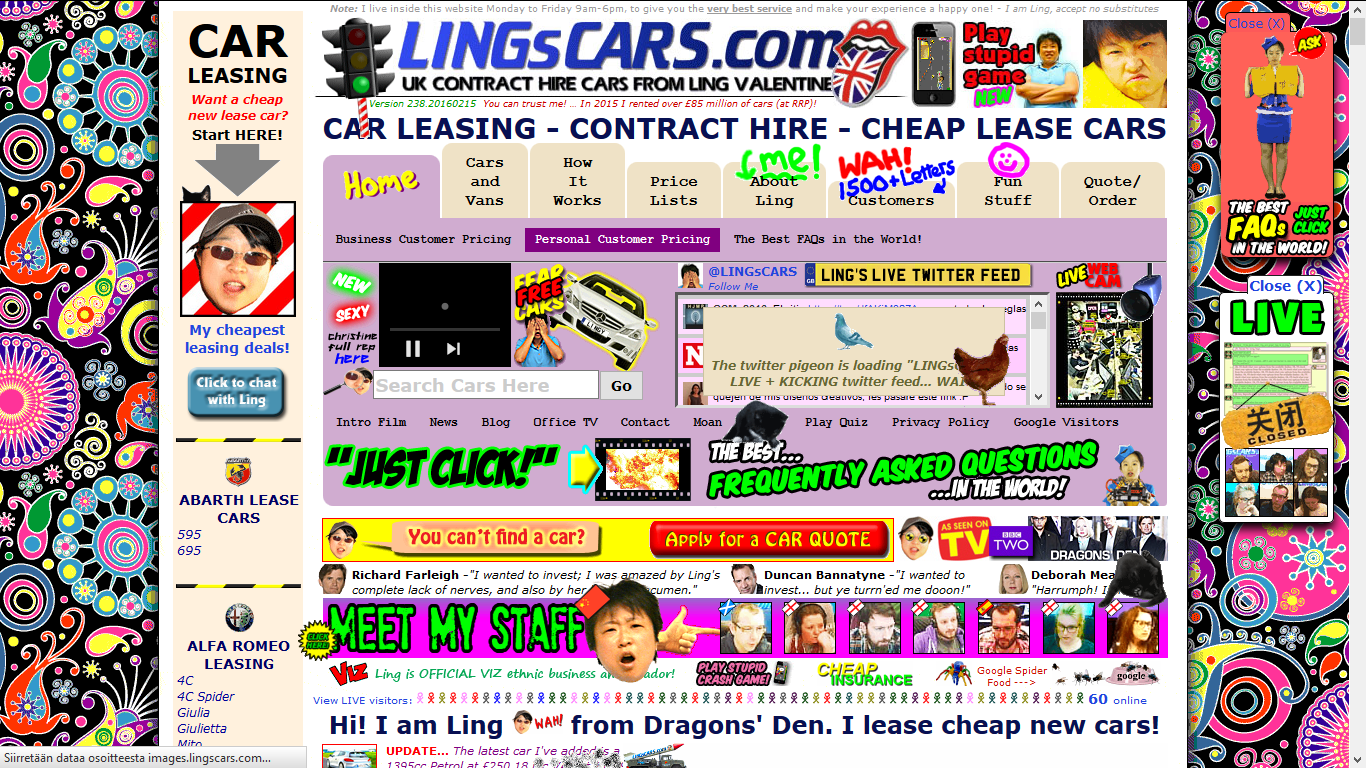 Note: I live inside this website Monday to Friday 9am-6pm, to give you the very best service and make your experience a happy one! - I am Ling, accept no substitutes
CAR
LEASING
Want a cheap
new lease car?
Start HERE!
My cheapest
leasing deals!
Click to chat
with Ling
ABARTH LEASE
CARS
595
695
ALFA ROMEO
LEASING
4C
4C Spider
Giulia
Giulietta
Mito
LINGsCARS.com
UK CONTRACT HIRE CARS FROM LING VALENTINE
Play
stupid
game
NEW
Version 238.20160215 You can trust me! .. In 2015 I rented over £85 million of cars (at RRP)!
CAR LEASING - CONTRACT HIRE - CHEAP LEASE CARS
Home
Cars
and
Vans
How
It
Works
Price
Lists
me!
About
Ling
WAH!
1500+Letters
Customers
Fun
Stuff
Quote/
Order
Business Customer Pricing
Personal Customer Pricing
The Best FAQs in the World!
NEW
SEXY
christine
full rep
here
FEAR
FREE
CARS
LINGY
@LINGsCARS
Follow Me
GB
LING'S LIVE TWITTER FEED
LIVE WEB
CAM
The twitter pigeon is loading "LINGs
LIVE + KICKING twitter feed... WAI
quejen de mis diseños creativos, les pasaré este link :P
Search Cars Here
Go
Intro Film
News
Blog
Office TV
Contact
Moan
Play Quiz
Privacy Policy
Google Visitors
"JUST CLICK!"
THE BEST...
FREQUENTLY ASKED QUESTIONS
...IN THE WORLD!
You can't find a car?
Apply for a CAR QUOTE
AS SEEN ON
TV
BBC
TWO
DRAGONS' DEN
Richard Farleigh -"I wanted to invest; I was amazed by Ling's
complete lack of nerves, and also by her
acumen."
Duncan Bannatyne -"I wanted to
invest... but ye turrn'ed me dooon!"
Deborah Mea
"Harrumph! I
CLICK
HERE!
MEET MY STAFF
Viz
Ling is OFFICIAL VIZ ethnic business ambassador!
PLAY STUPID
CRASH GAME!
CHEAP
INSURANCE
Google Spider
Food --->
google
View LIVE visitors:
60 online
Hi! I am Ling WAH! from Dragons' Den. I lease cheap new cars!
UPDATE... The latest car I've added is a
1395cc Petrol at £250.18
Close (X)
ASK
THE BEST
FAQs
JUST
CLICK
IN THE WORLD!
Close (X)
LIVE
关闭
CLOSED
Siirretään dataa osoitteesta images.lingscars.com...